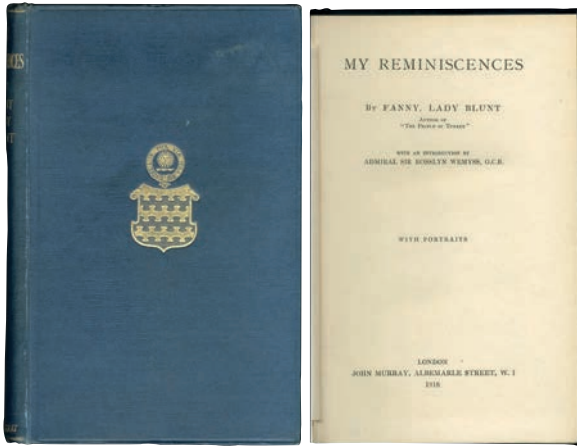 MY REMINISCENCES
By FANNY, LADY BLUNT
Author of
"The People of Turkey"
WITH AN INTRODUCTION BY
ADMIRAL SIR ROSSLYN WEMYSS, G.C.B.
WITH PORTRAITS
LONDON
JOHN MURRAY, ALBEMARLE STREET, W. 1
1918